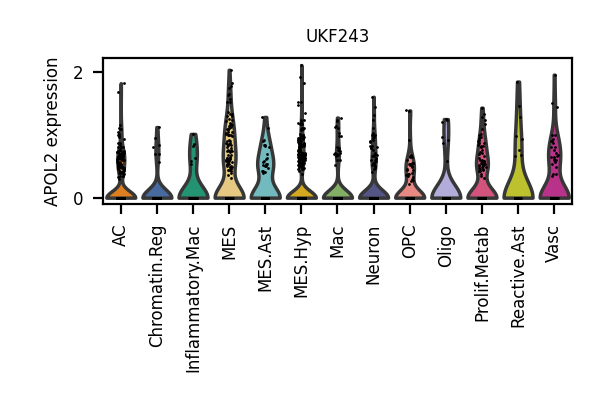 UKF243
APOL2 expression
2
0
AC
Chromatin.Reg
Inflammatory.Mac
MES
MES.Ast
MES.Hyp
Mac
Neuron
OPC
Oligo
Prolif.Metab
Reactive.Ast
Vasc